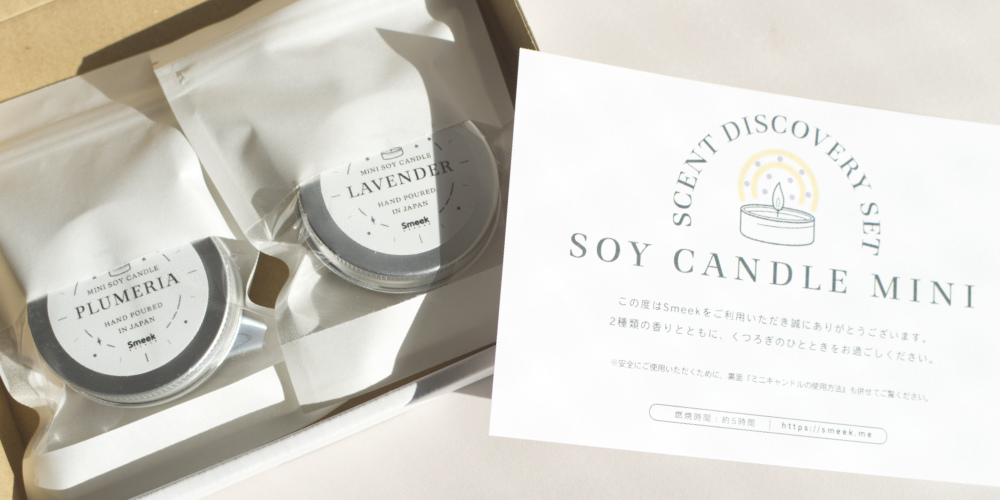 MINI SOY CANDLE
PLUMERIA
HAND POURED
IN JAPAN
Smeek
MINI SOY CANDLE
LAVENDER
HAND POURED
IN JAPAN
Smeek
SCENT DISCOVERY SET
SOY CANDLE MINI
この度はSmeekをご利用いただき誠にありがとうございます。
2種類の香りとともに、くつろぎのひとときをお過ごしください。
※安全にご使用いただくために、裏面『ミニキャンドルの使用方法』も併せてご覧ください。
燃焼時間：約5時間 | https://smeek.me